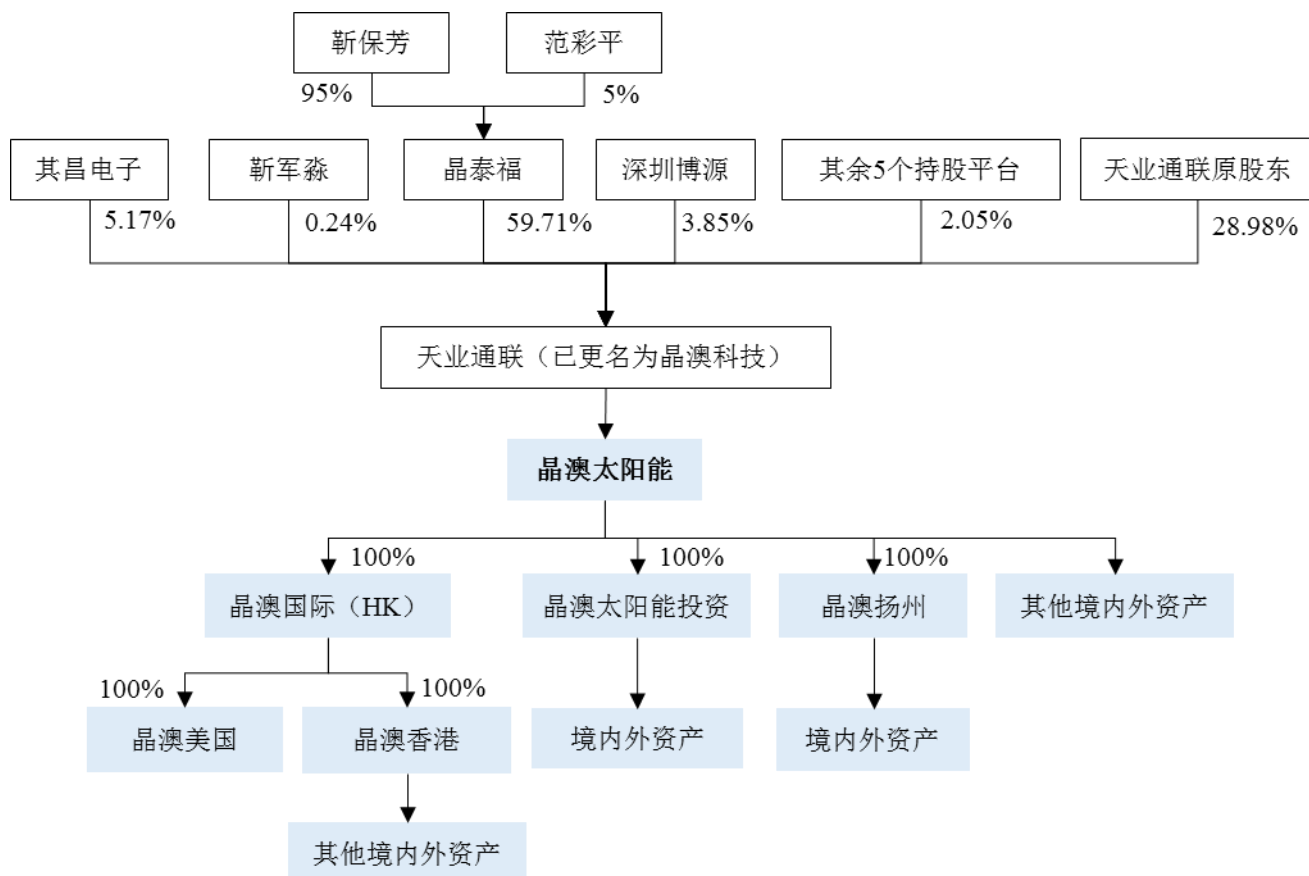 靳保芳
范彩平
95%
5%
其昌电子
靳军淼
晶泰福
深圳博源
其余5个持股平台
天业通联原股东
5.17%
0.24%
59.71%
3.85%
2.05%
28.98%
天业通联（已更名为晶澳科技）
晶澳太阳能
100%
100%
100%
晶澳国际（HK）
晶澳太阳能投资
晶澳扬州
其他境内外资产
100%
100%
晶澳美国
晶澳香港
境内外资产
境内外资产
其他境内外资产